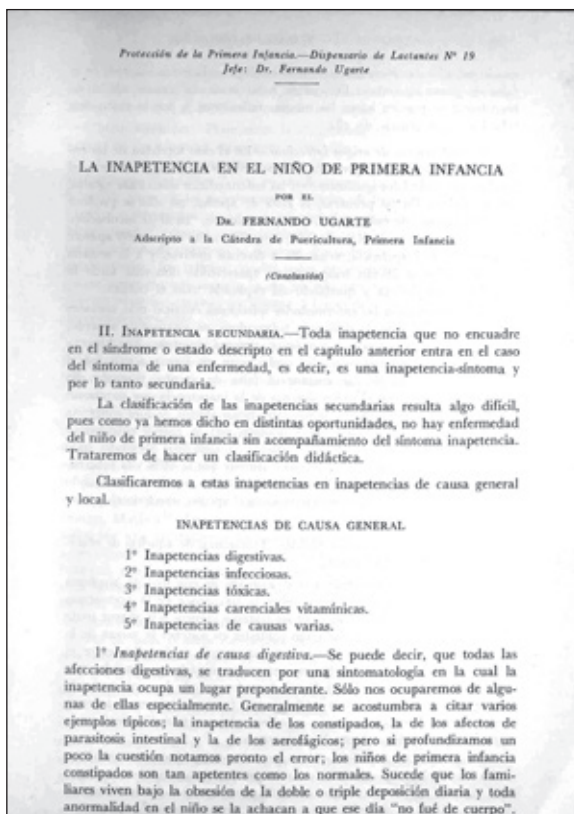 Protección de la Primera Infancia.—Dispensario de Lactantes Nº 19
Jefe: Dr. Fernando Ugarte
LA INAPETENCIA EN EL NIÑO DE PRIMERA INFANCIA
POR EL
DR. FERNANDO UGARTE
Adscripto a la Cátedra de Puericultura, Primera Infancia
(Conclusión)
II. INAPETENCIA SECUNDARIA.—Toda inapetencia que no encuadre
en el síndrome o estado descripto en el capítulo anterior entra en el caso
del síntoma de una enfermedad, es decir, es una inapetencia-síntoma y
por lo tanto secundaria.
La clasificación de las inapetencias secundarias resulta algo difícil,
pues como ya hemos dicho en distintas oportunidades, no hay enfermedad
del niño de primera infancia sin acompañamiento del síntoma inapetencia.
Trataremos de hacer un clasificación didáctica.
Clasificaremos a estas inapetencias en inapetencias de causa general
y local.
INAPETENCIAS DE CAUSA GENERAL
1º Inapetencias digestivas.
2º Inapetencias infecciosas.
3º Inapetencias tóxicas.
4º Inapetencias carenciales vitamínicas.
5º Inapetencias de causas varias.
1º Inapetencias de causa digestiva.—Se puede decir, que todas las
afecciones digestivas, se traducen por una sintomatología en la cual la
inapetencia ocupa un lugar preponderante. Sólo nos ocuparemos de algu-
nas de ellas especialmente. Generalmente se acostumbra a citar varios
ejemplos típicos; la inapetencia de los constipados, la de los afectos de
parasitosis intestinal y la de los aerofágicos; pero si profundizamos un
poco la cuestión notamos pronto el error; los niños de primera infancia
constipados son tan apetentes como los normales. Sucede que los fami-
liares viven bajo la obsesión de la doble o triple deposición diaria y toda
anormalidad en el niño se la achacan a que ese día "no fué de cuerpo".